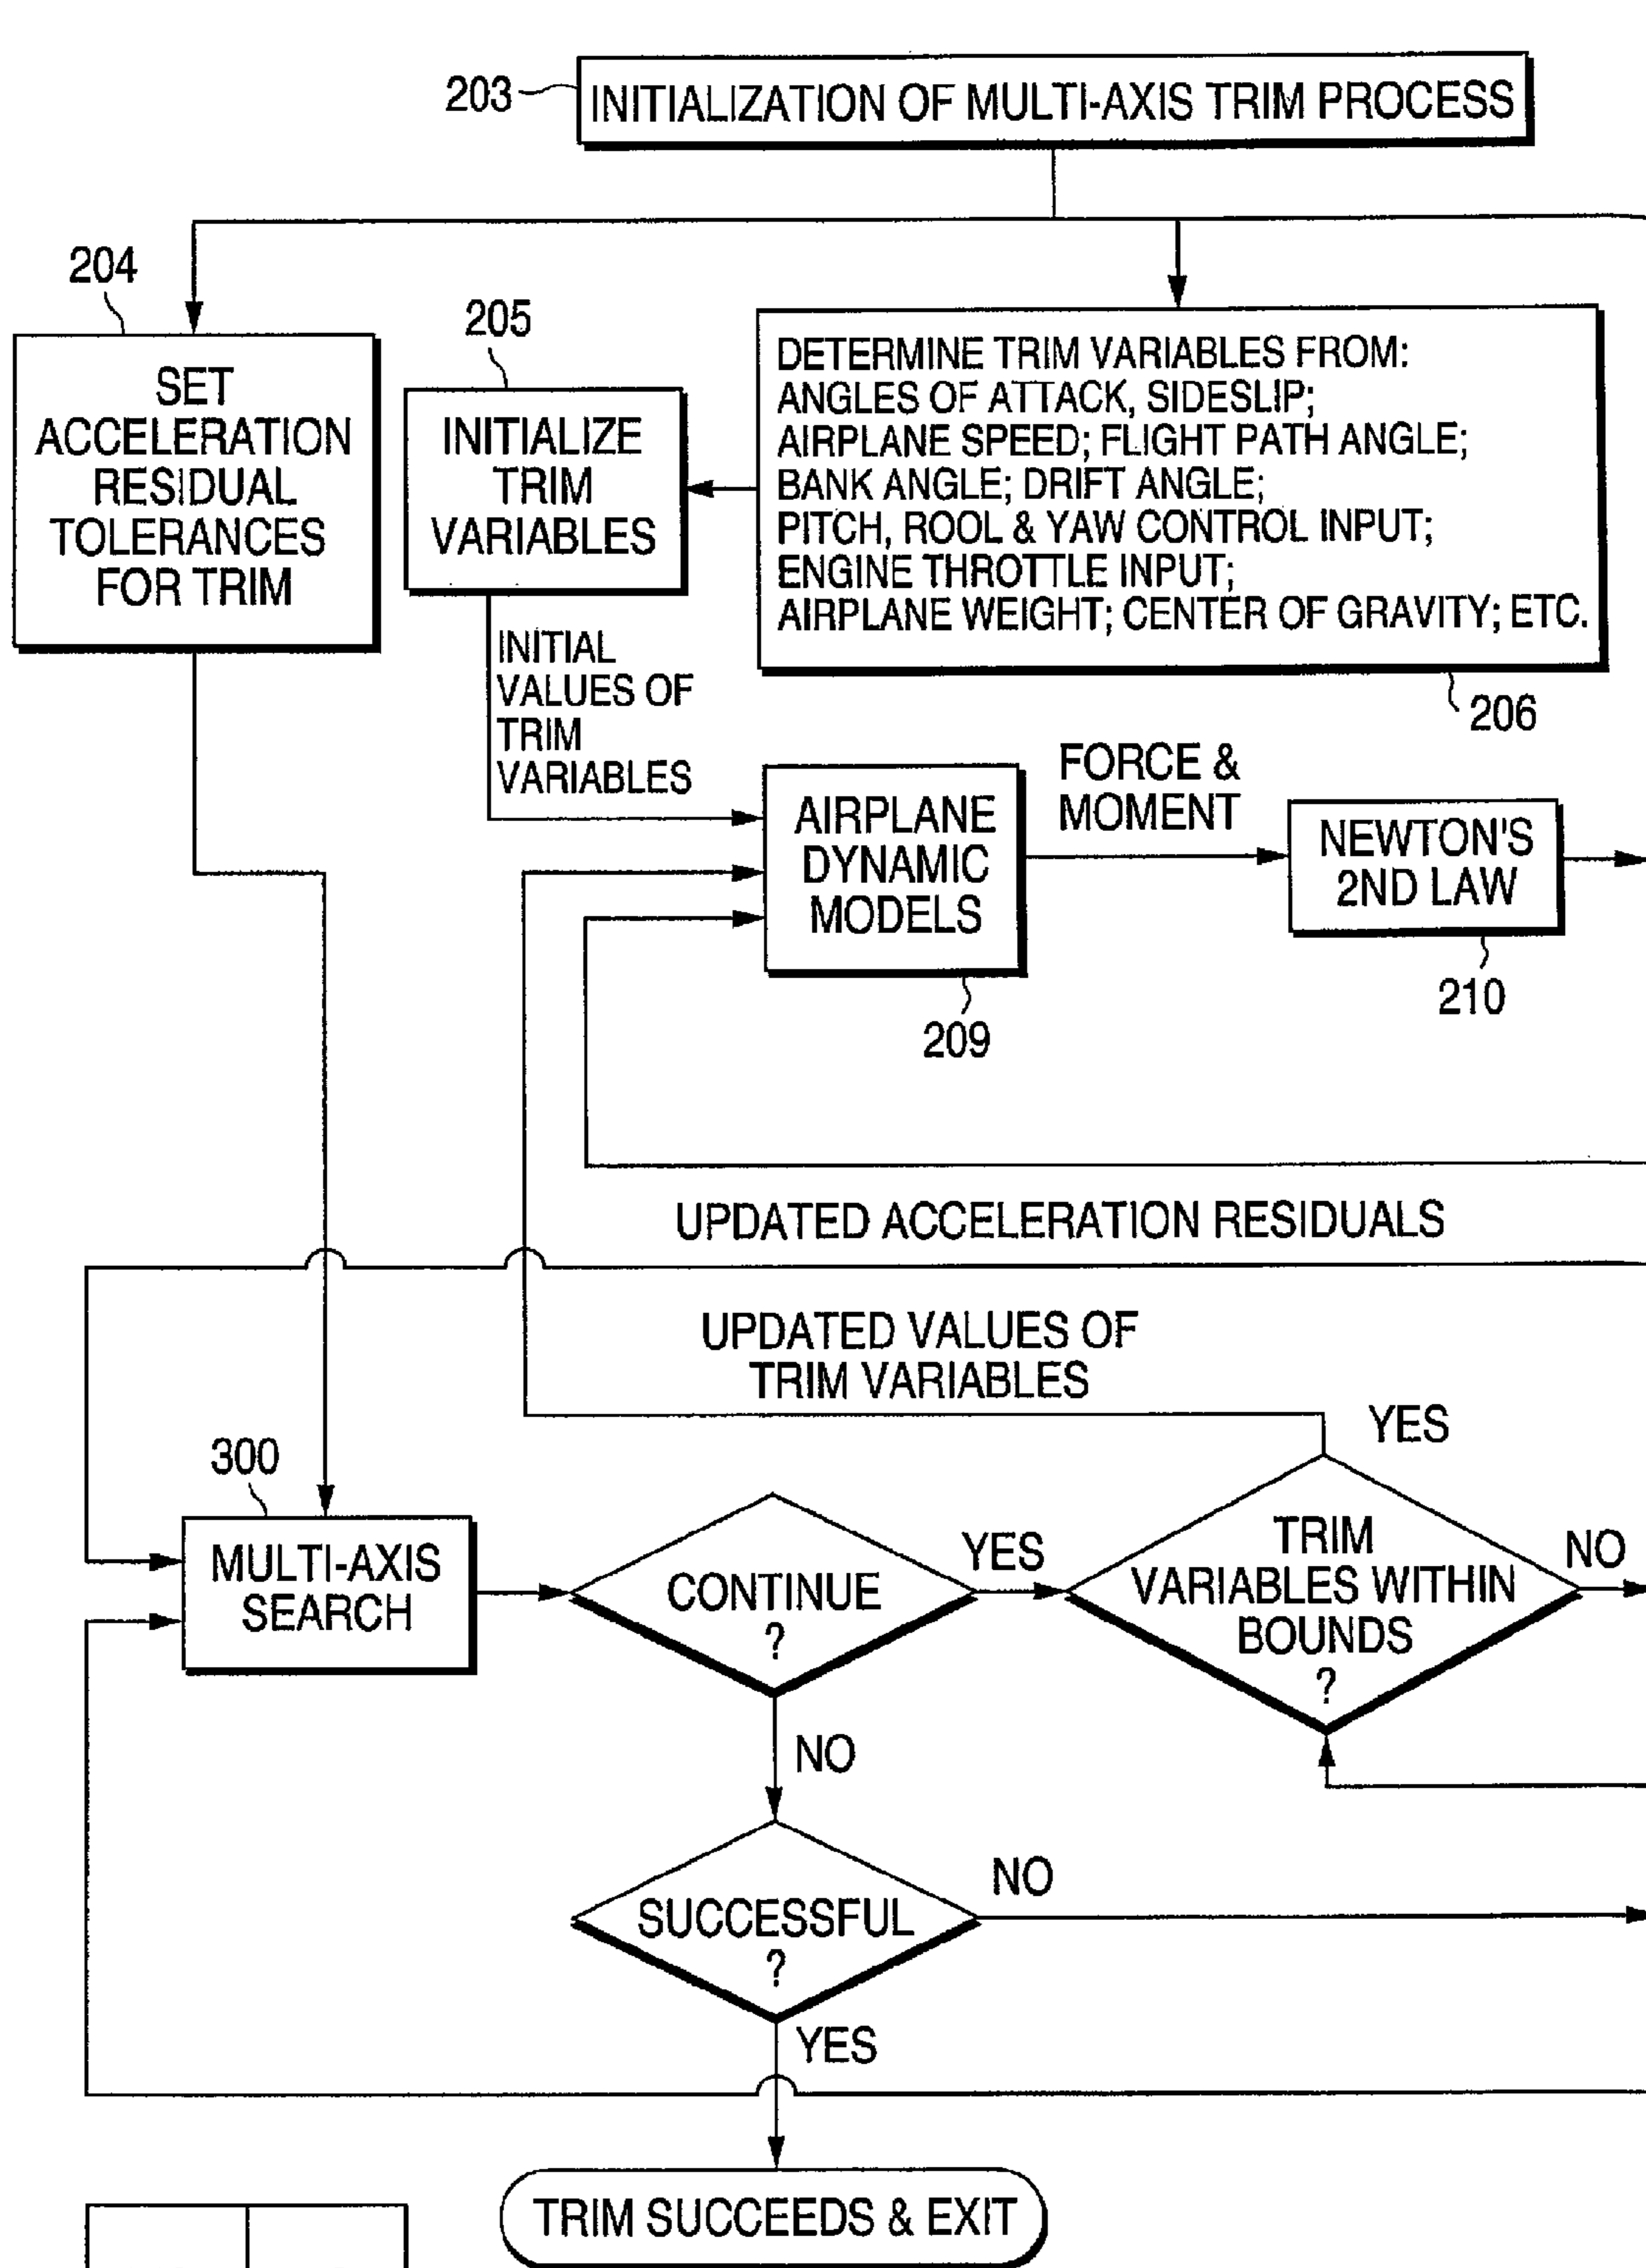 203
INITIALIZATION OF MULTI-AXIS TRIM PROCESS
204
SET
ACCELERATION
RESIDUAL
TOLERANCES
FOR TRIM
205
INITIALIZE
TRIM
VARIABLES
DETERMINE TRIM VARIABLES FROM:
ANGLES OF ATTACK, SIDESLIP;
AIRPLANE SPEED; FLIGHT PATH ANGLE;
BANK ANGLE; DRIFT ANGLE;
PITCH, ROOL & YAW CONTROL INPUT;
ENGINE THROTTLE INPUT;
AIRPLANE WEIGHT; CENTER OF GRAVITY; ETC.
206
INITIAL
VALUES OF
TRIM
VARIABLES
AIRPLANE
DYNAMIC
MODELS
209
FORCE &
MOMENT
NEWTON'S
2ND LAW
210
UPDATED ACCELERATION RESIDUALS
UPDATED VALUES OF
TRIM VARIABLES
300
MULTI-AXIS
SEARCH
CONTINUE
?
YES
TRIM
VARIABLES WITHIN
BOUNDS
?
YES
NO
NO
SUCCESSFUL
?
NO
YES
TRIM SUCCEEDS & EXIT